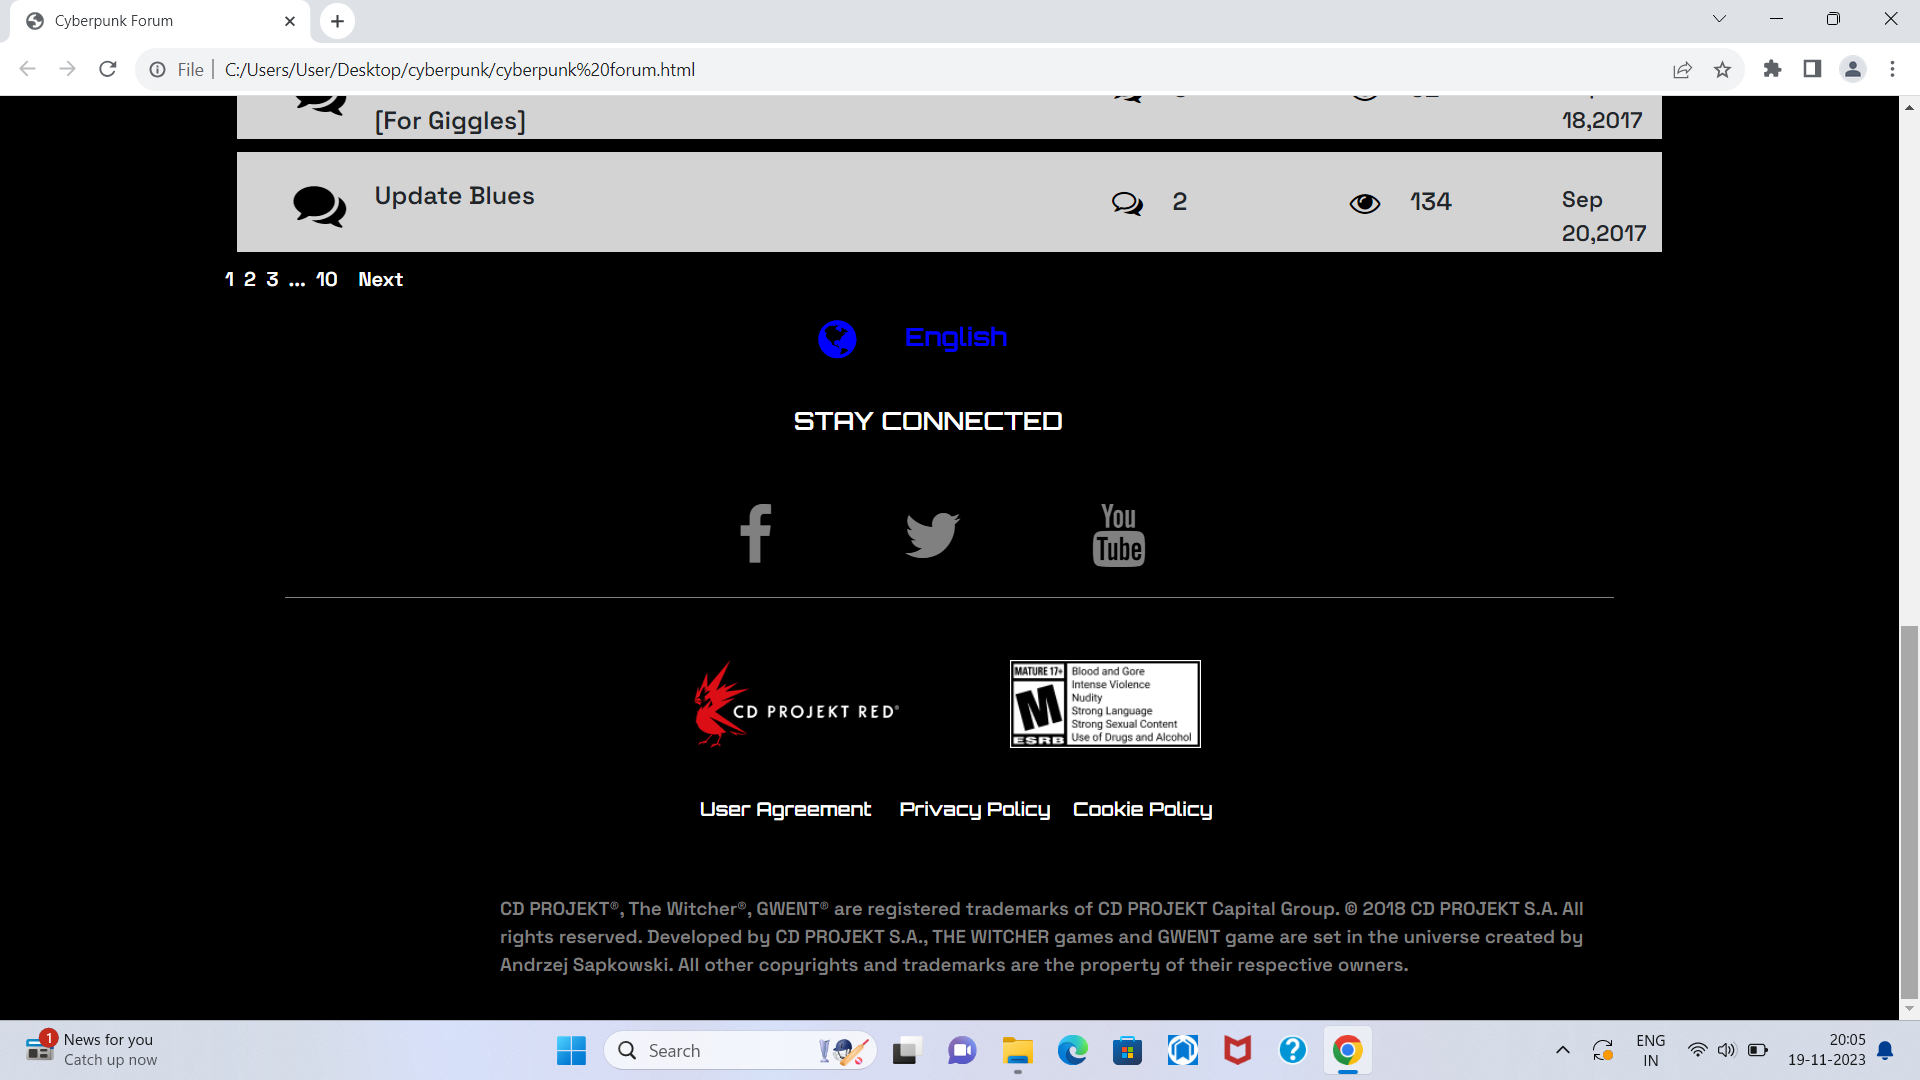 Cyberpunk Forum
File | C:/Users/User/Desktop/cyberpunk/cyberpunk%20forum.html
[For Giggles]
18,2017
Update Blues 2 134 Sep
20,2017
1 2 3 ... 10 Next
English
STAY CONNECTED
You
Tube
MATURE 17+ Blood and Gore
Intense Violence
Nudity
M Strong Language
Strong Sexual Content
ESRB Use of Drugs and Alcohol
CD PROJEKT RED®
User Agreement Privacy Policy Cookie Policy
CD PROJEKT®, The Witcher®, GWENT® are registered trademarks of CD PROJEKT Capital Group. © 2018 CD PROJEKT S.A. All
rights reserved. Developed by CD PROJEKT S.A., THE WITCHER games and GWENT game are set in the universe created by
Andrzej Sapkowski. All other copyrights and trademarks are the property of their respective owners.
1 News for you
Catch up now
Search
ENG
IN
20:05
19-11-2023